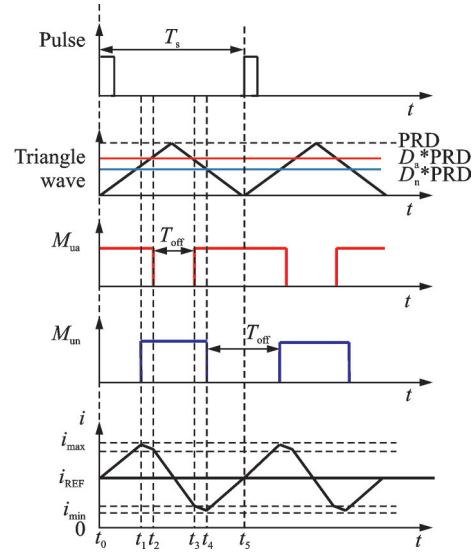 Pulse
T_s
t
Triangle wave
PRD
D_a*PRD
D_n*PRD
t
M_ua
T_off
t
M_un
T_off
t
i
i_max
i_REF
i_min
0
t_0 t_1 t_2 t_3 t_4 t_5 t